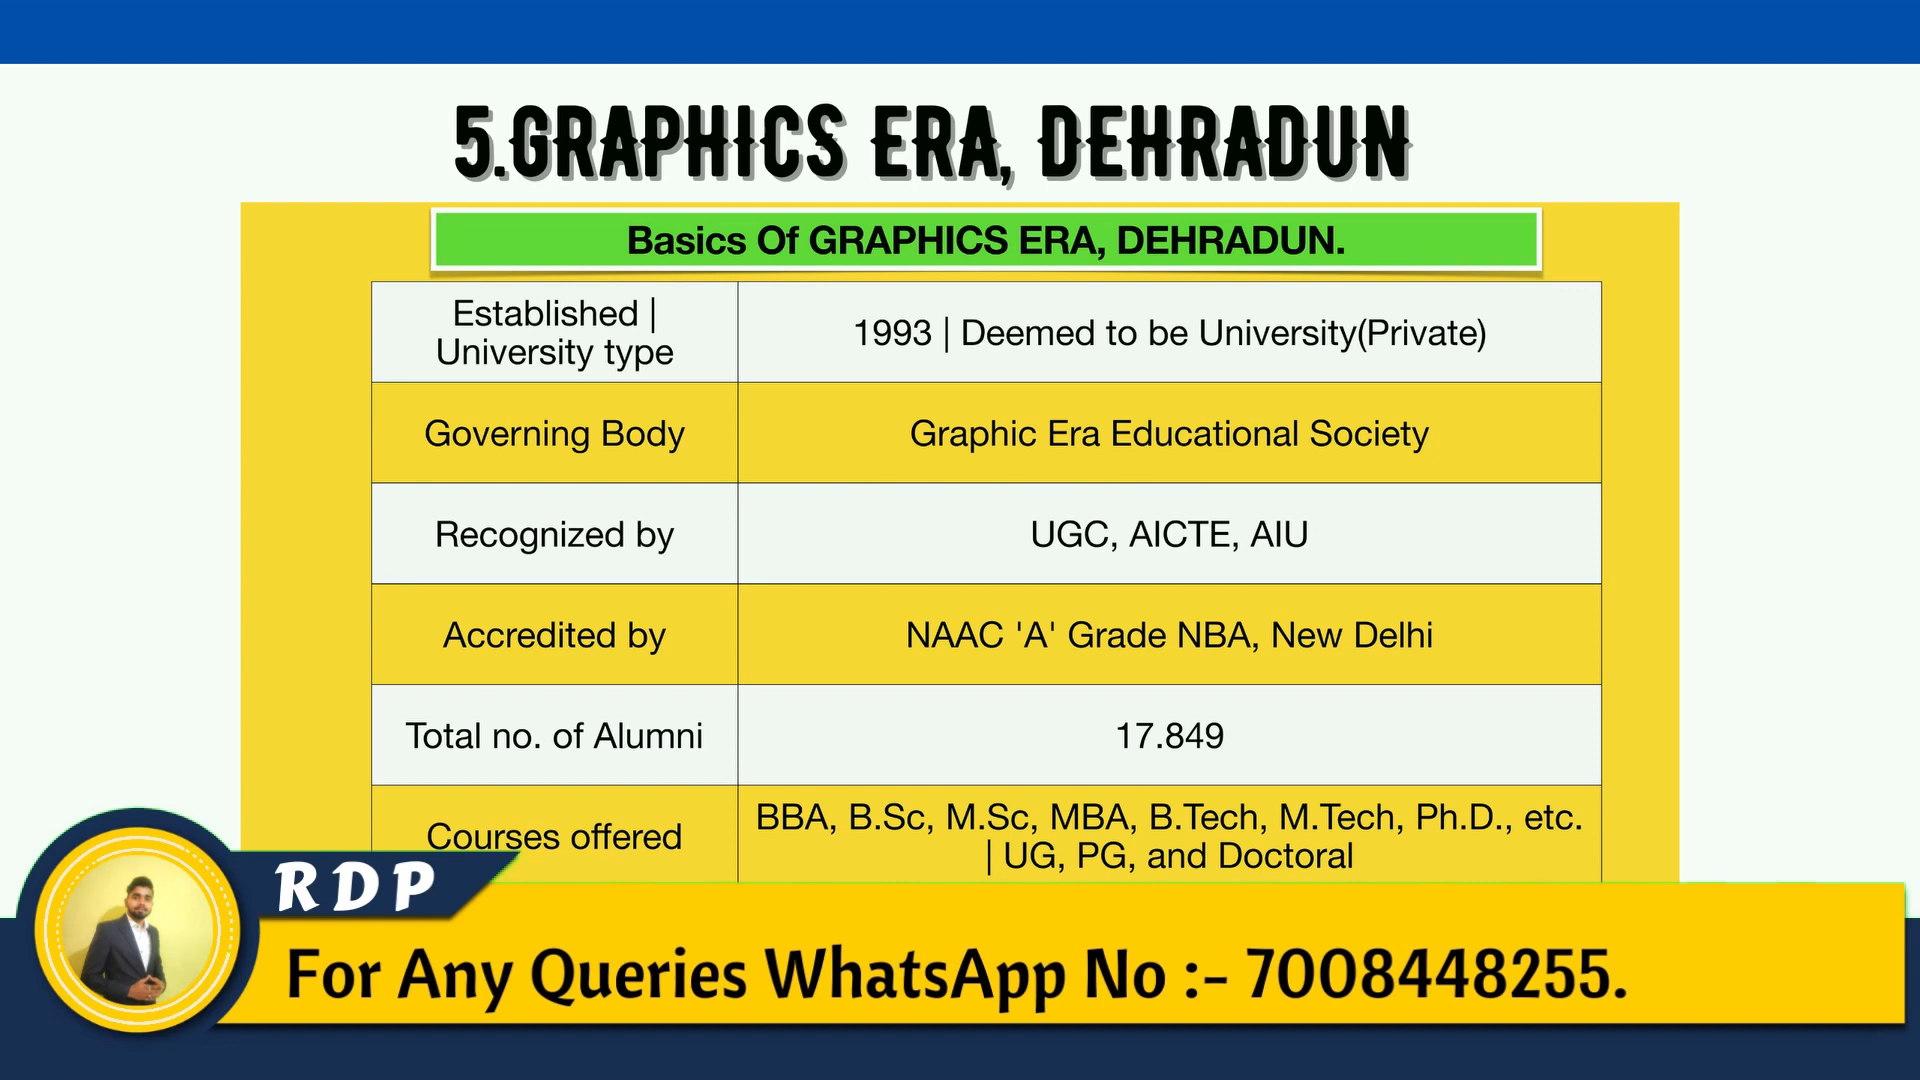 5.GRAPHICS ERA, DEHRADUN
Basics Of GRAPHICS ERA, DEHRADUN.
Established |
University type
1993 | Deemed to be University(Private)
Governing Body
Graphic Era Educational Society
Recognized by
UGC, AICTE, AIU
Accredited by
NAAC 'A' Grade NBA, New Delhi
Total no. of Alumni
17.849
Courses offered
BBA, B.Sc, M.Sc, MBA, B.Tech, M.Tech, Ph.D., etc.
| UG, PG, and Doctoral
RDP
For Any Queries WhatsApp No :- 7008448255.